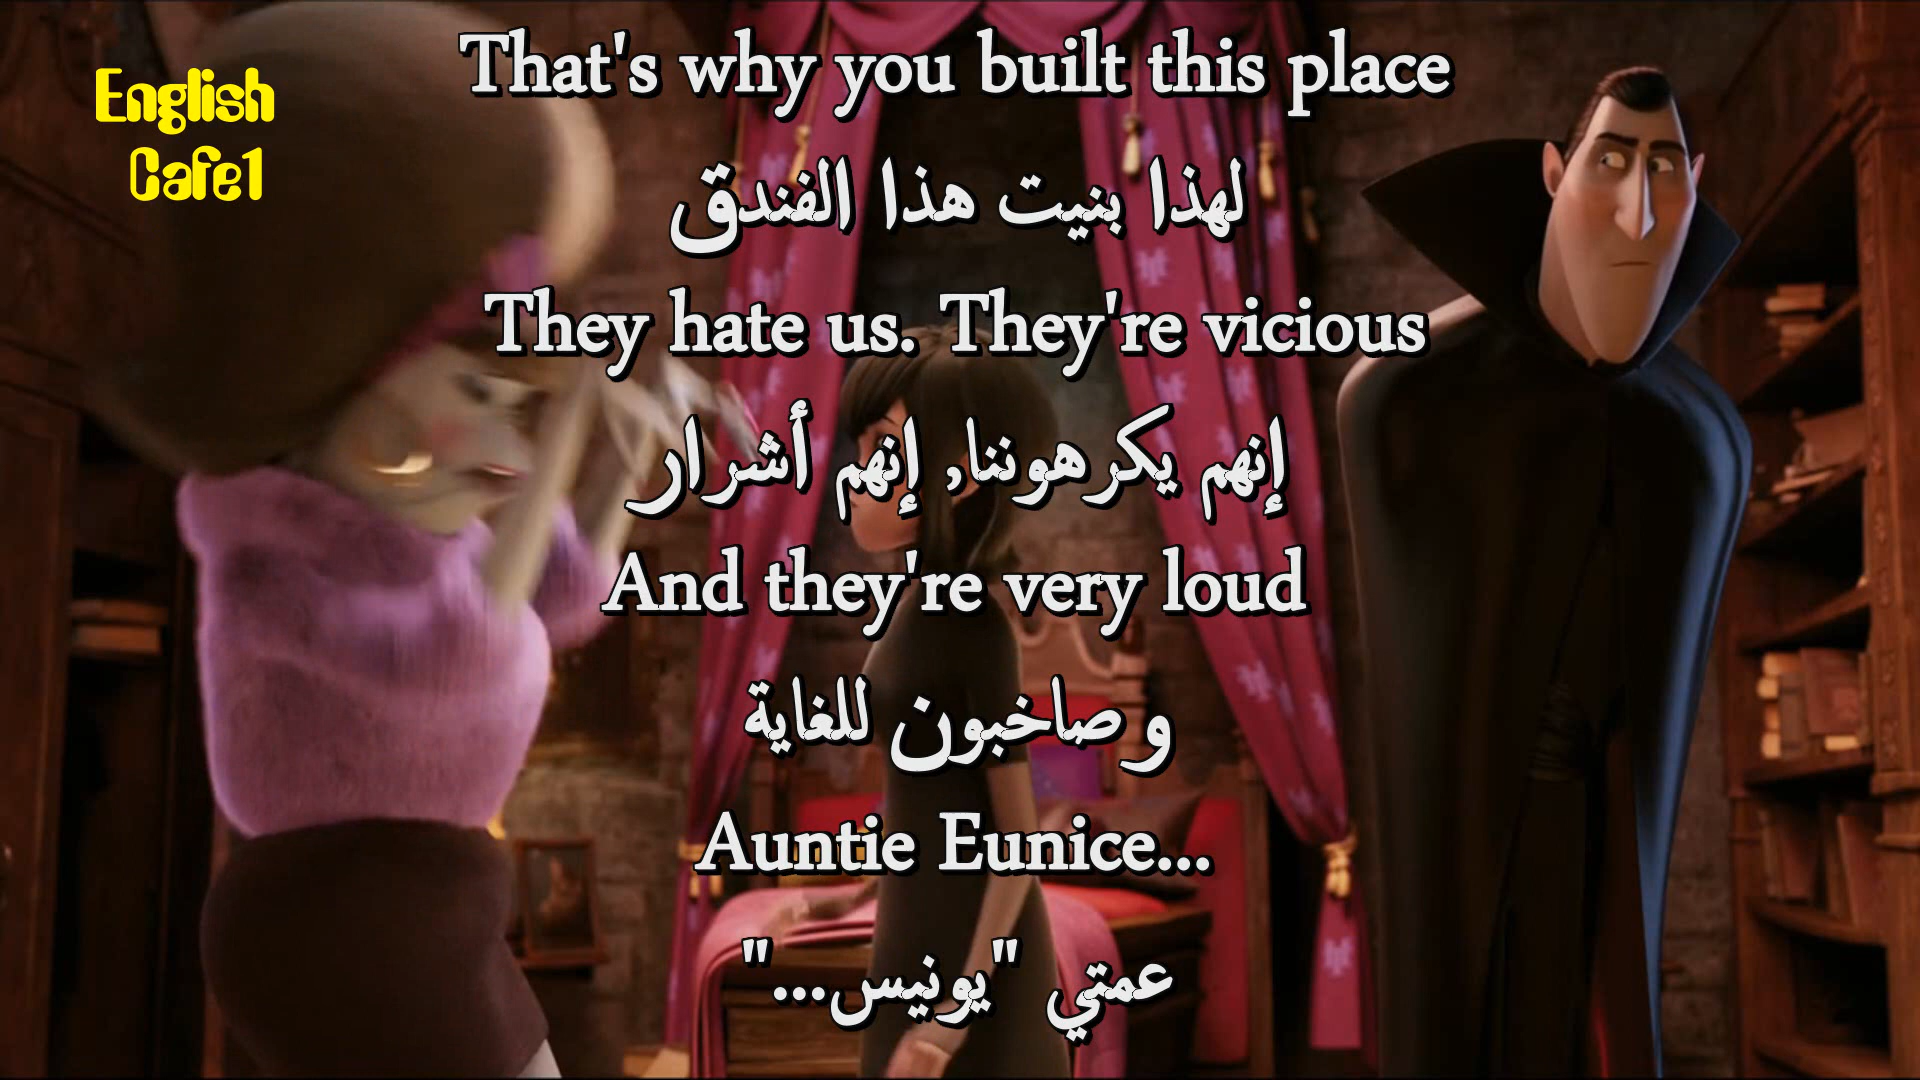 English
Cafe1
That's why you built this place
لهذا بنيت هذا الفندق
They hate us. They're vicious
إنهم يكرهوننا, إنهم أشرار
And they're very loud
و صاخبون للغاية
Auntie Eunice...
عمتي "يونيس..."